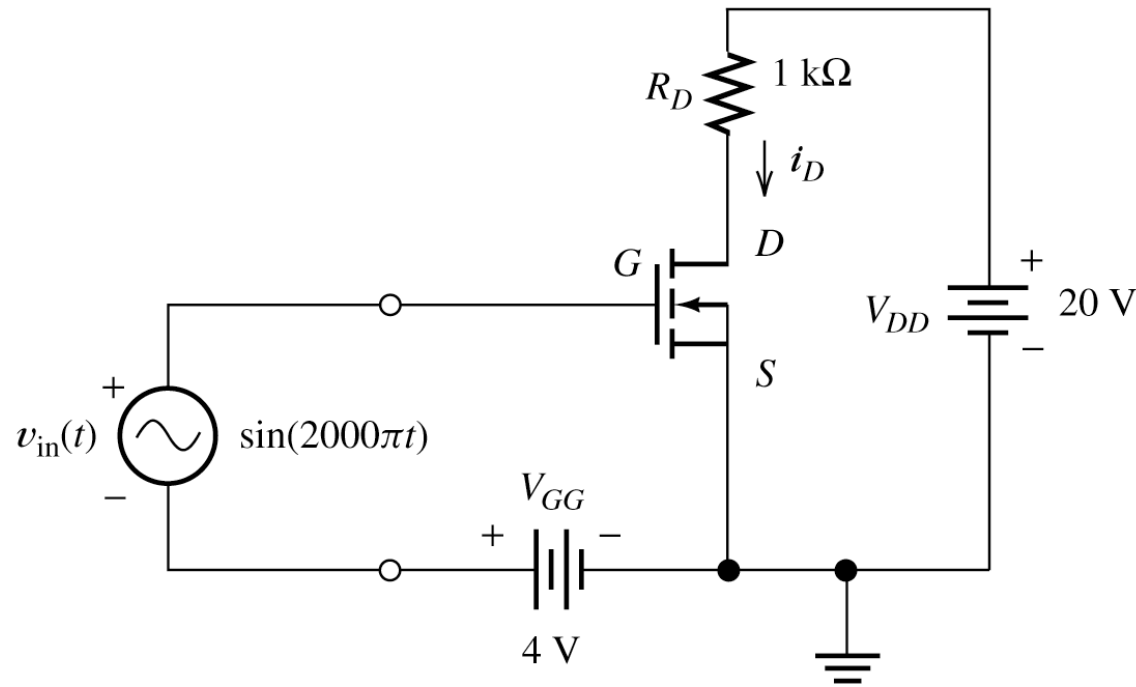 R_D
1 kΩ
i_D
G
D
S
V_DD
+
20 V
−
+
v_in(t)
sin(2000πt)
−
V_GG
+
−
4 V